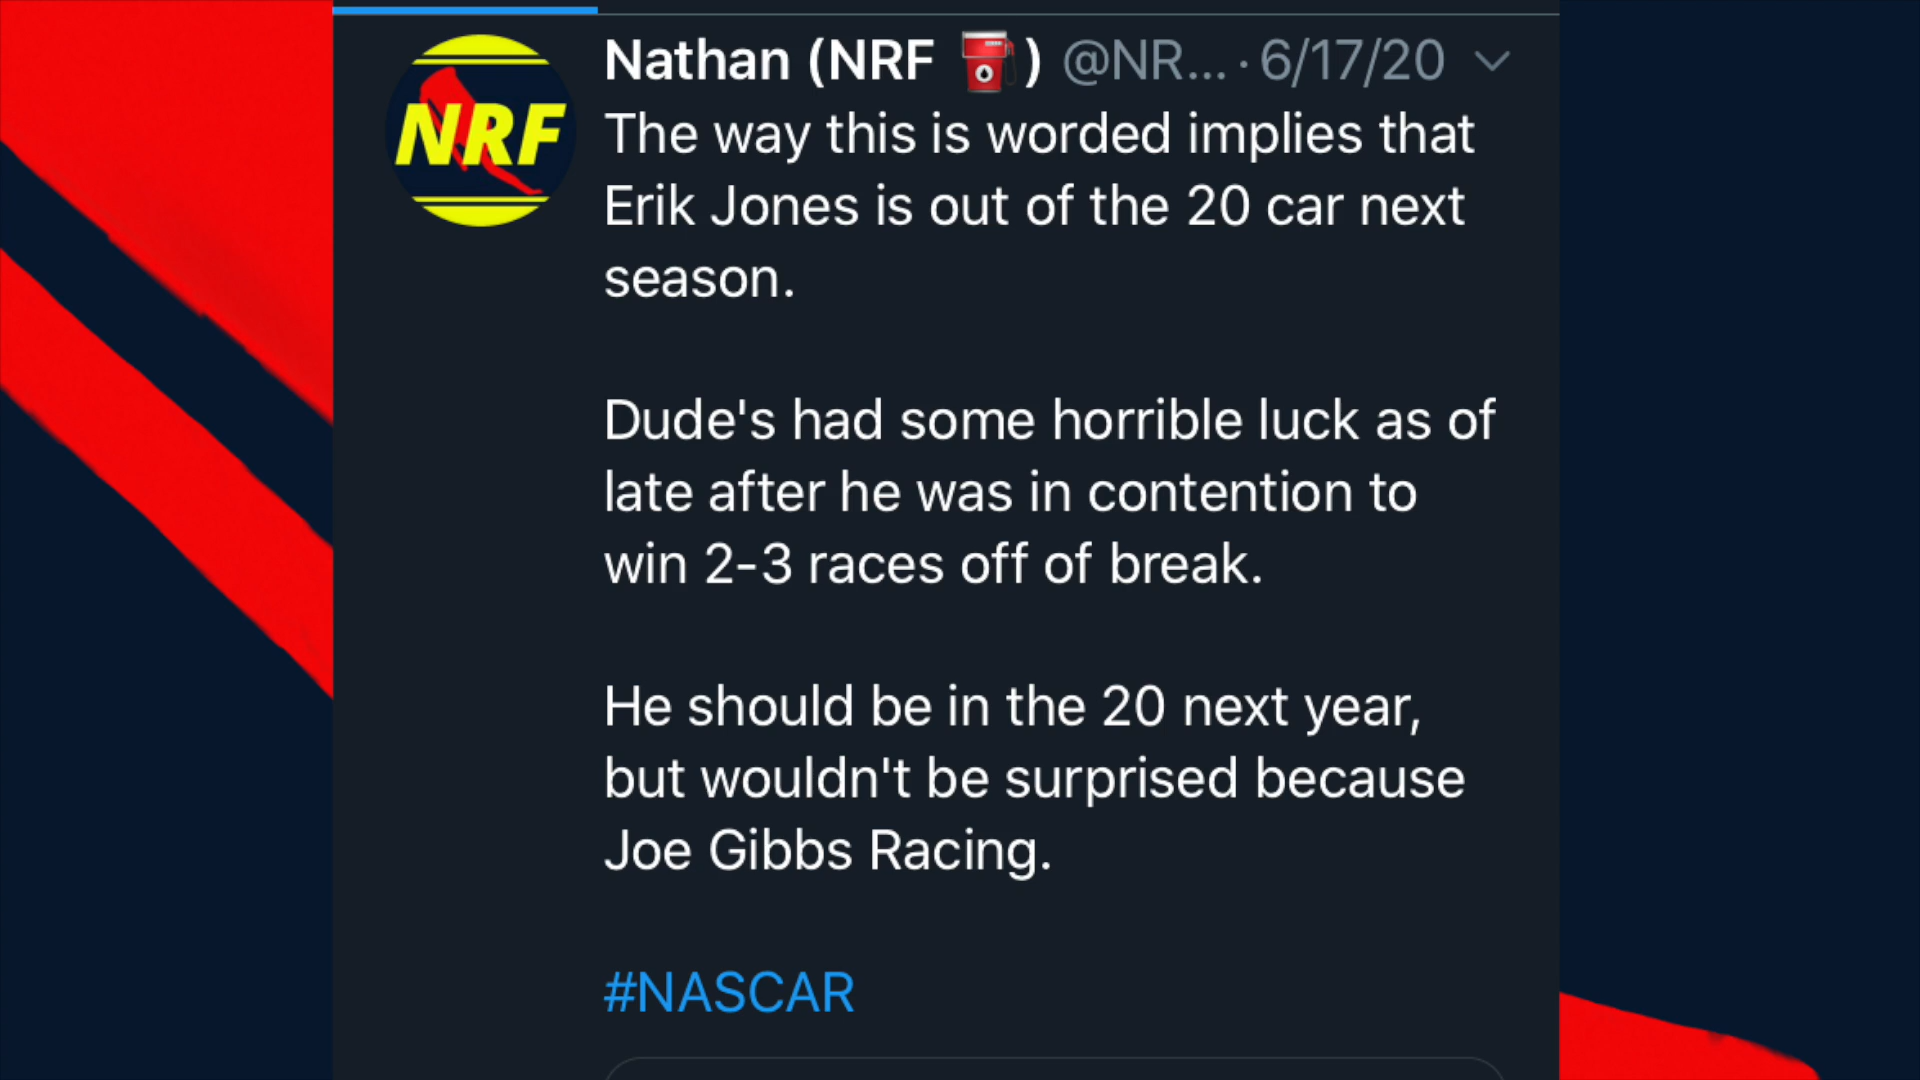 Nathan (NRF ⛽) @NR... · 6/17/20
NRF
The way this is worded implies that
Erik Jones is out of the 20 car next
season.
Dude's had some horrible luck as of
late after he was in contention to
win 2-3 races off of break.
He should be in the 20 next year,
but wouldn't be surprised because
Joe Gibbs Racing.
#NASCAR